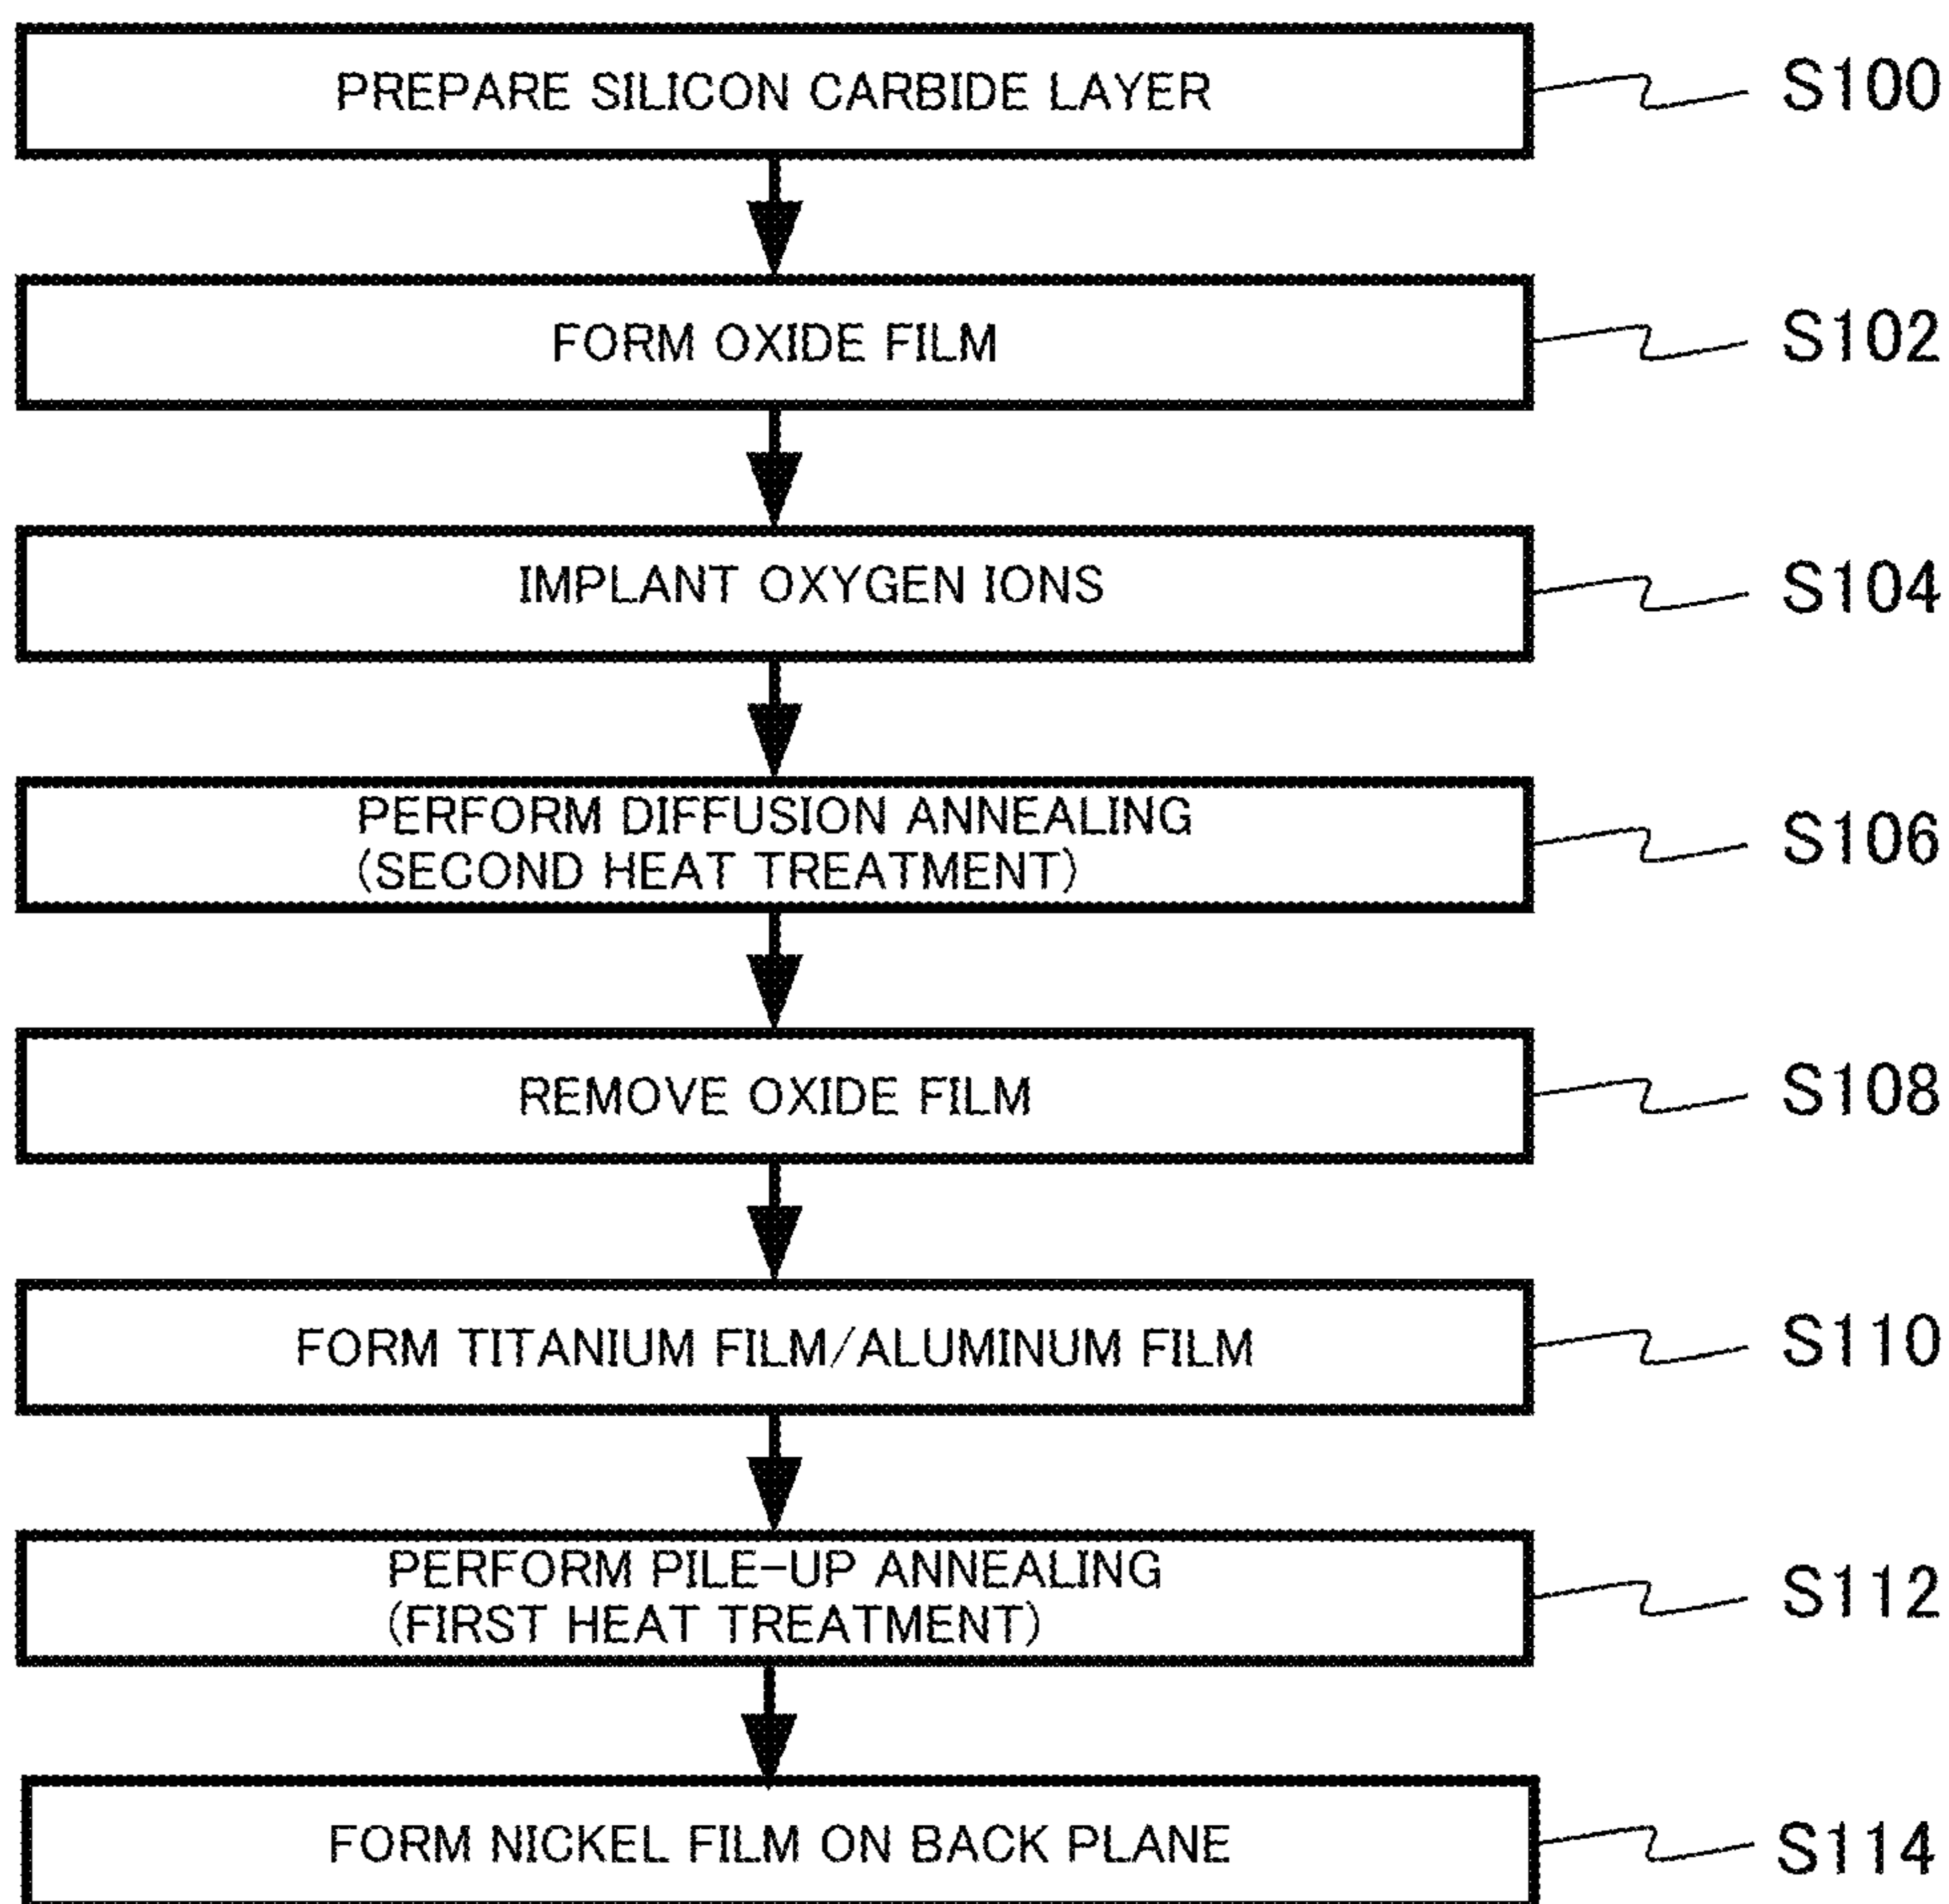 PREPARE SILICON CARBIDE LAYER S100
FORM OXIDE FILM S102
IMPLANT OXYGEN IONS S104
PERFORM DIFFUSION ANNEALING
(SECOND HEAT TREATMENT) S106
REMOVE OXIDE FILM S108
FORM TITANIUM FILM/ALUMINUM FILM S110
PERFORM PILE-UP ANNEALING
(FIRST HEAT TREATMENT) S112
FORM NICKEL FILM ON BACK PLANE S114